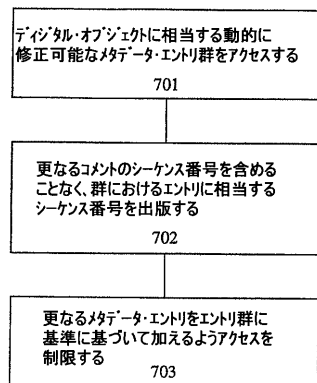 ディジタル・オブジェクトに相当する動的に
修正可能なメタデータ・エントリ群をアクセスする
701
更なるコメントのシーケンス番号を含める
ことなく、群におけるエントリに相当する
シーケンス番号を出版する
702
更なるメタデータ・エントリをエントリ群に
基準に基づいて加えるようアクセスを
制限する
703